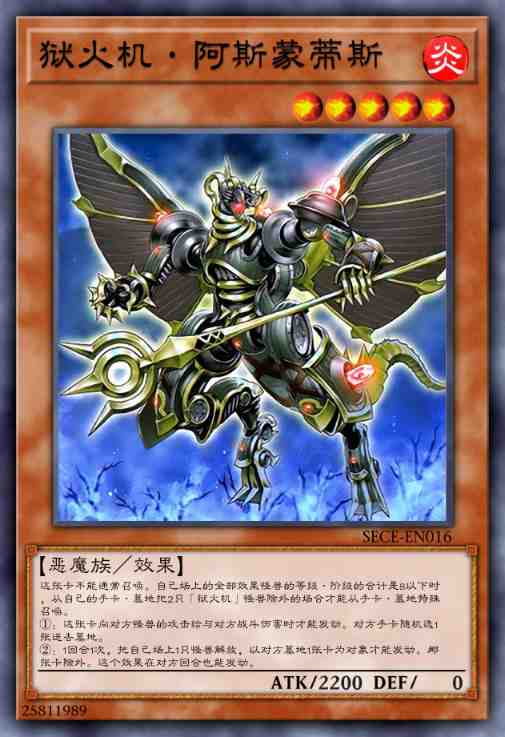 狱火机·阿斯蒙蒂斯
炎
SECE-EN016
【恶魔族／效果】
这张卡不能通常召唤。自己场上的全部效果怪兽的等级·阶级的合计是8以下时
，从自己的手卡·墓地把2只「狱火机」怪兽除外的场合才能从手卡·墓地特殊
召唤。
①：这张卡向对方怪兽的攻击给与对方战斗伤害时才能发动。对方手卡随机选1
张送去墓地。
②：1回合1次，把自己场上1只怪兽解放，以对方墓地1张卡为对象才能发动。那
张卡除外。这个效果在对方回合也能发动。
ATK/2200 DEF/ 0
25811989